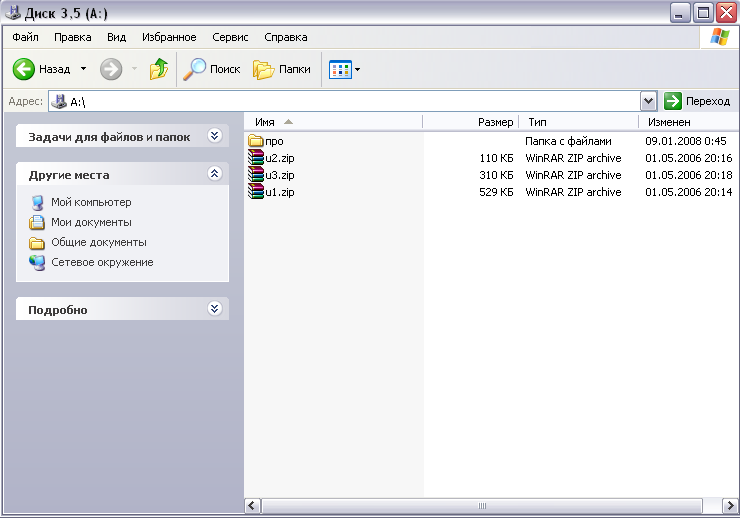 Диск 3,5 (A:)
Файл Правка Вид Избранное Сервис Справка
Назад Поиск Папки
Адрес: A:\ Переход
Задачи для файлов и папок
Другие места
Мой компьютер
Мои документы
Общие документы
Сетевое окружение
Подробно
Имя Размер Тип Изменен
про Папка с файлами 09.01.2008 0:45
u2.zip 110 КБ WinRAR ZIP archive 01.05.2006 20:16
u3.zip 310 КБ WinRAR ZIP archive 01.05.2006 20:18
u1.zip 529 КБ WinRAR ZIP archive 01.05.2006 20:14